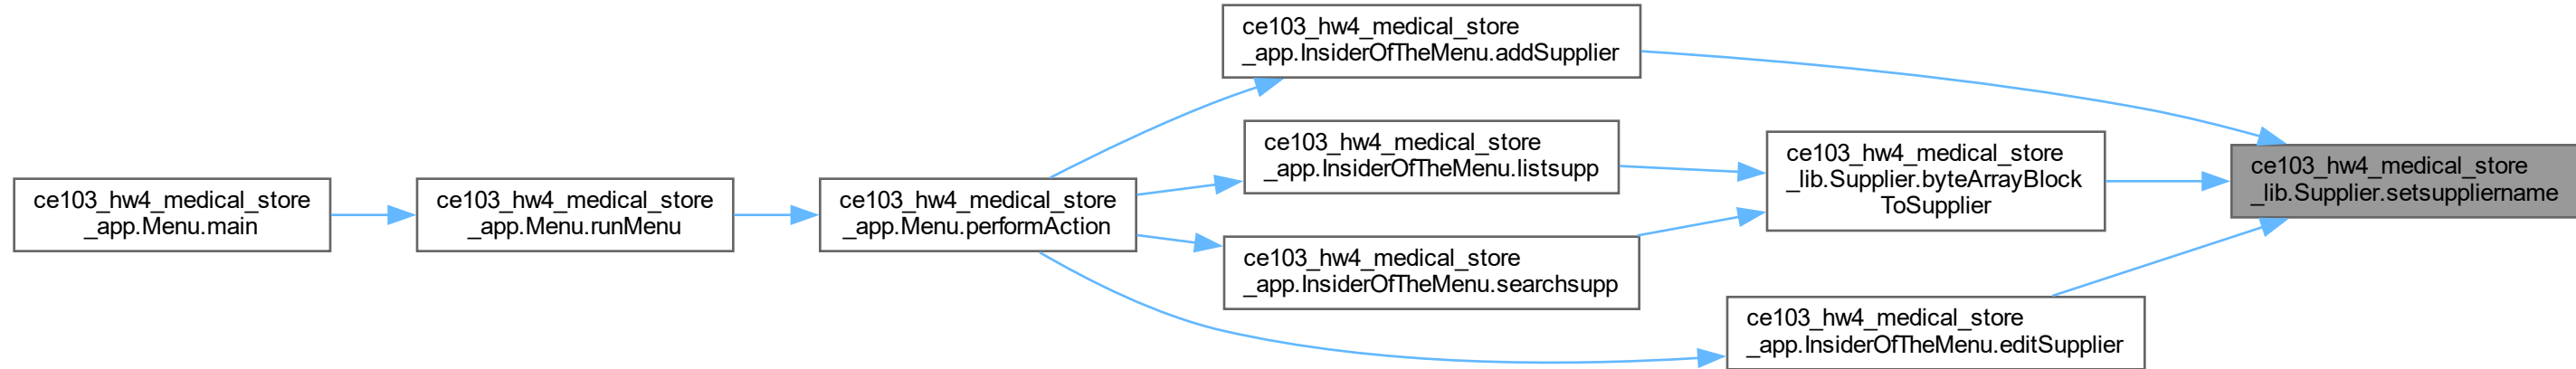 ce103_hw4_medical_store
_app.Menu.main
ce103_hw4_medical_store
_app.Menu.runMenu
ce103_hw4_medical_store
_app.Menu.performAction
ce103_hw4_medical_store
_app.InsiderOfTheMenu.addSupplier
ce103_hw4_medical_store
_app.InsiderOfTheMenu.listsupp
ce103_hw4_medical_store
_app.InsiderOfTheMenu.searchsupp
ce103_hw4_medical_store
_lib.Supplier.byteArrayBlock
ToSupplier
ce103_hw4_medical_store
_app.InsiderOfTheMenu.editSupplier
ce103_hw4_medical_store
_lib.Supplier.setsuppliername